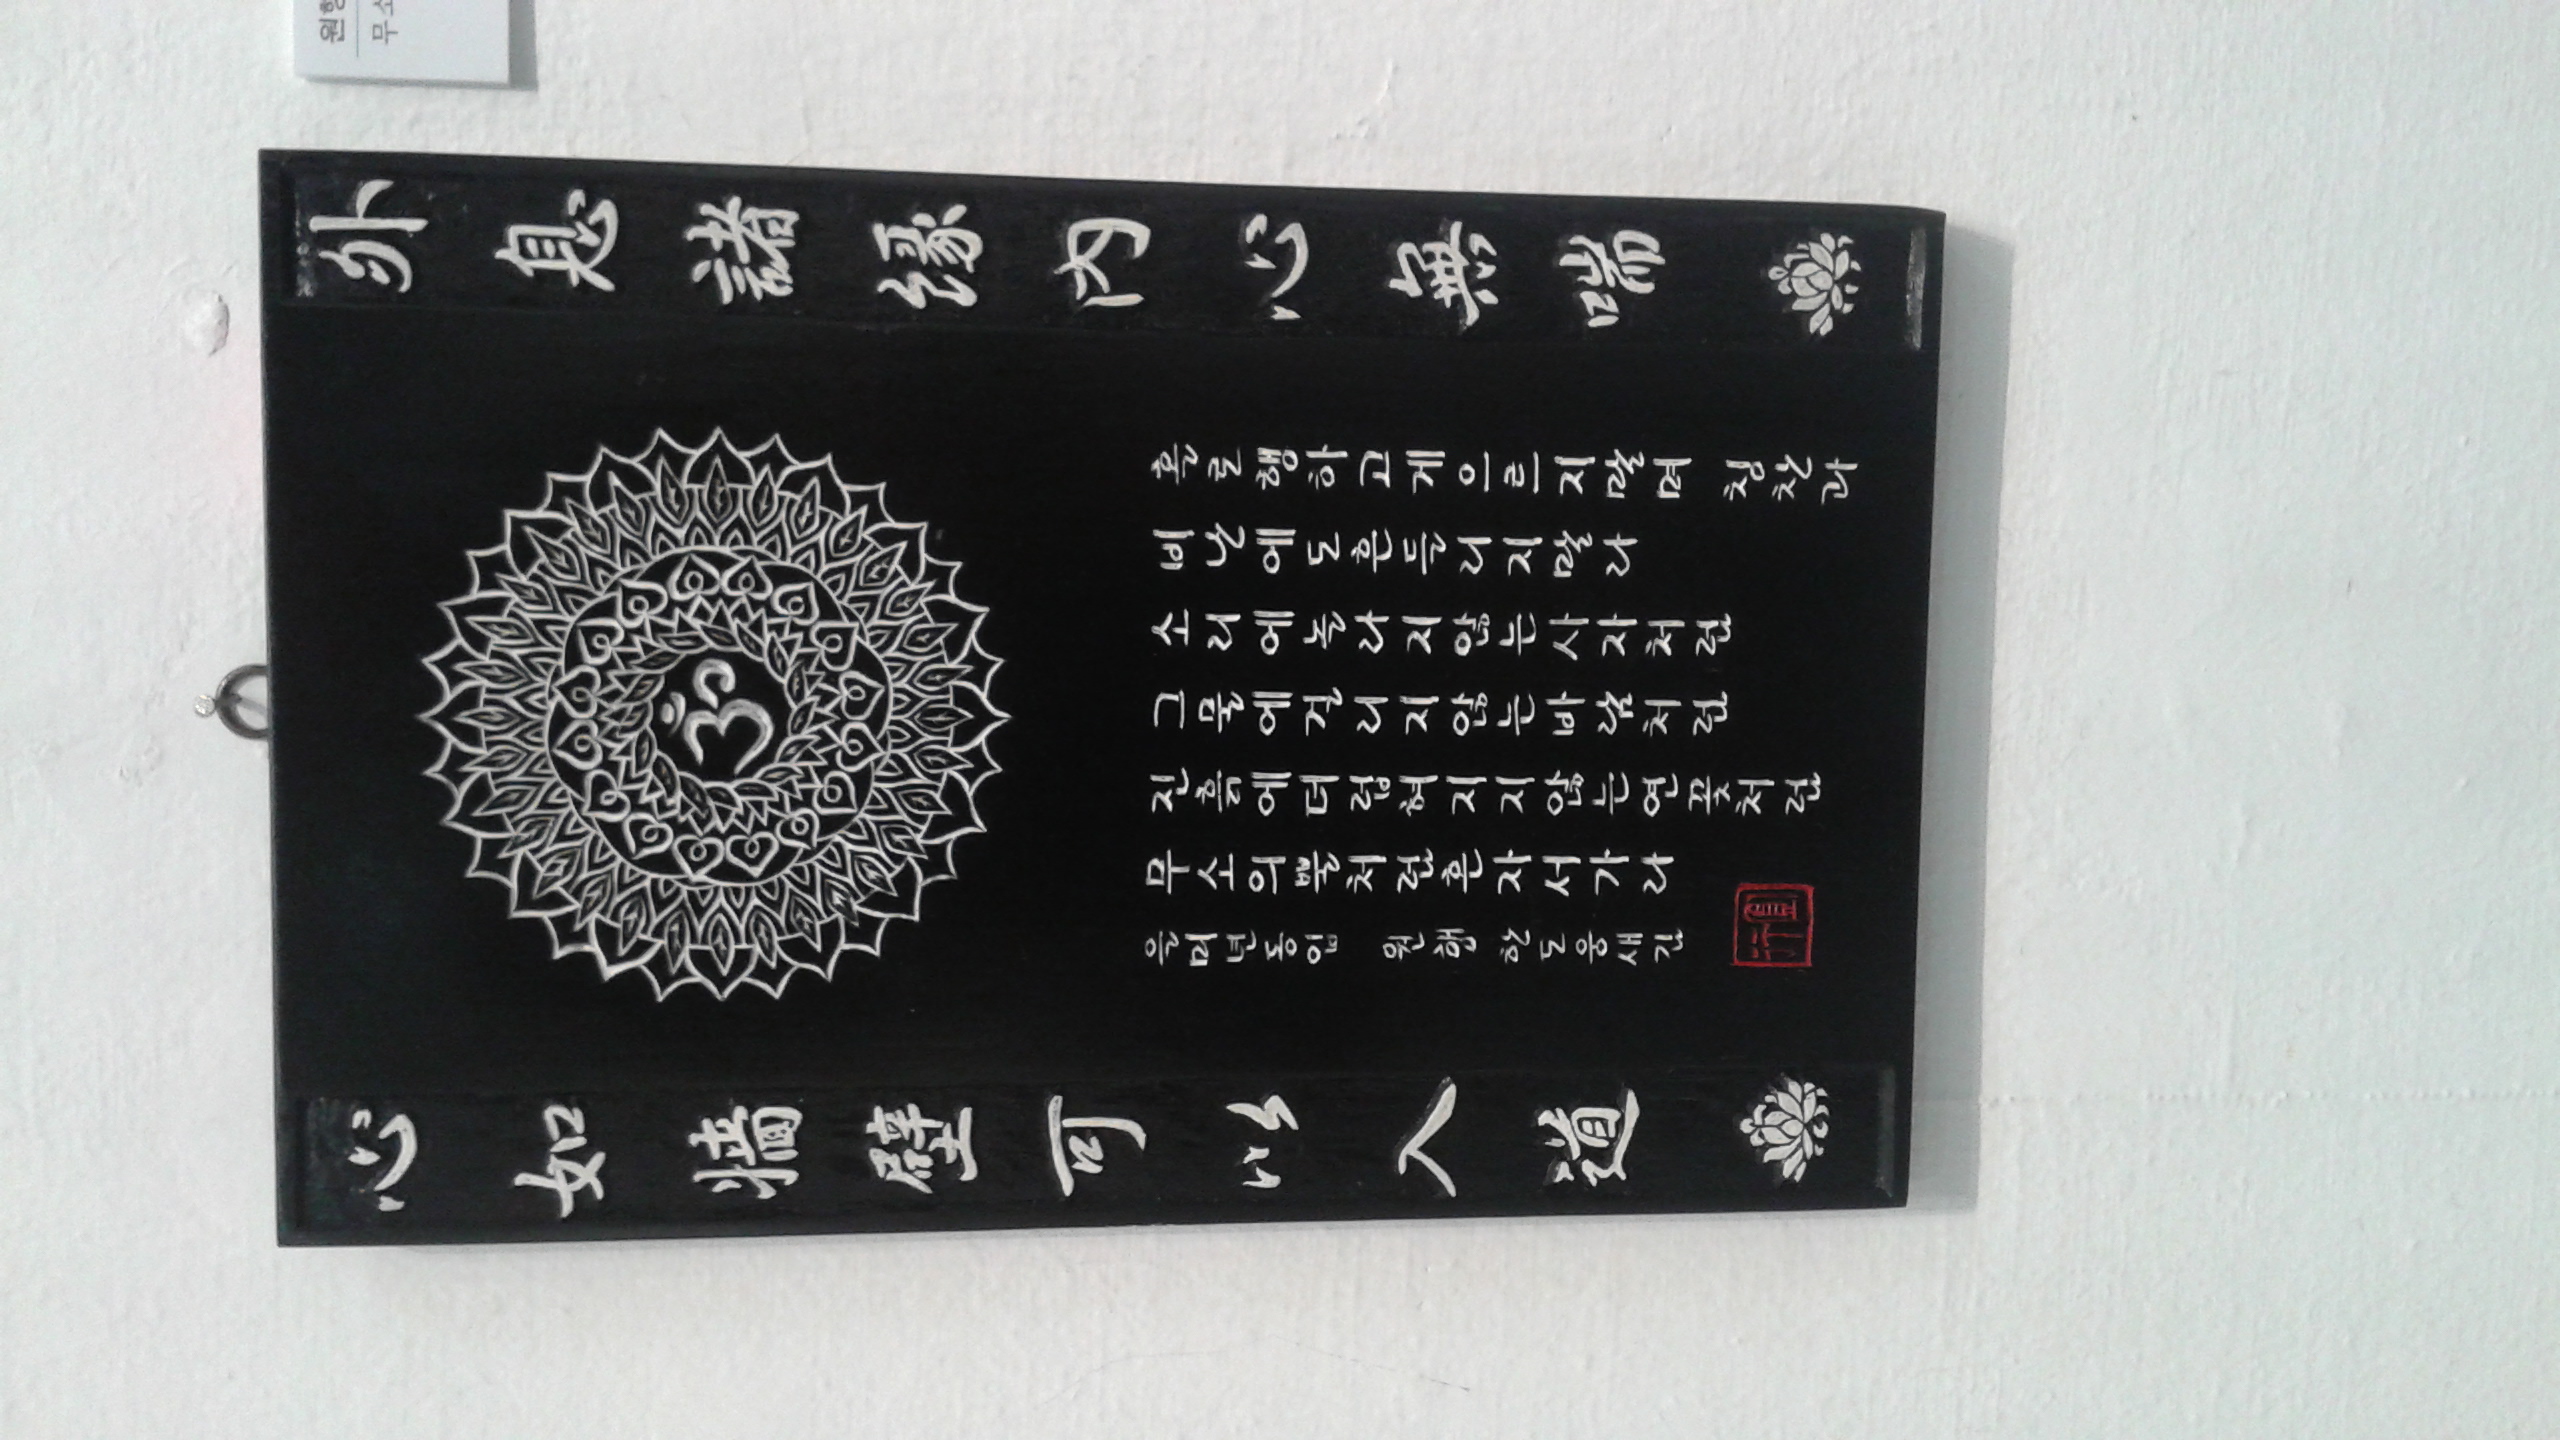 外息諸緣內心無喘
홀로행하고게으르지말며 칭찬과
비난에도흔들리지말라
소리에놀라지않는사자처럼
그물에걸리지않는바람처럼
진흙에더럽혀지지않는연꽃처럼
무소의뿔처럼혼자서가라
을미년동입 원행 한도웅새김
圓行
心如墻壁可以入道
ॐ
원행
무소